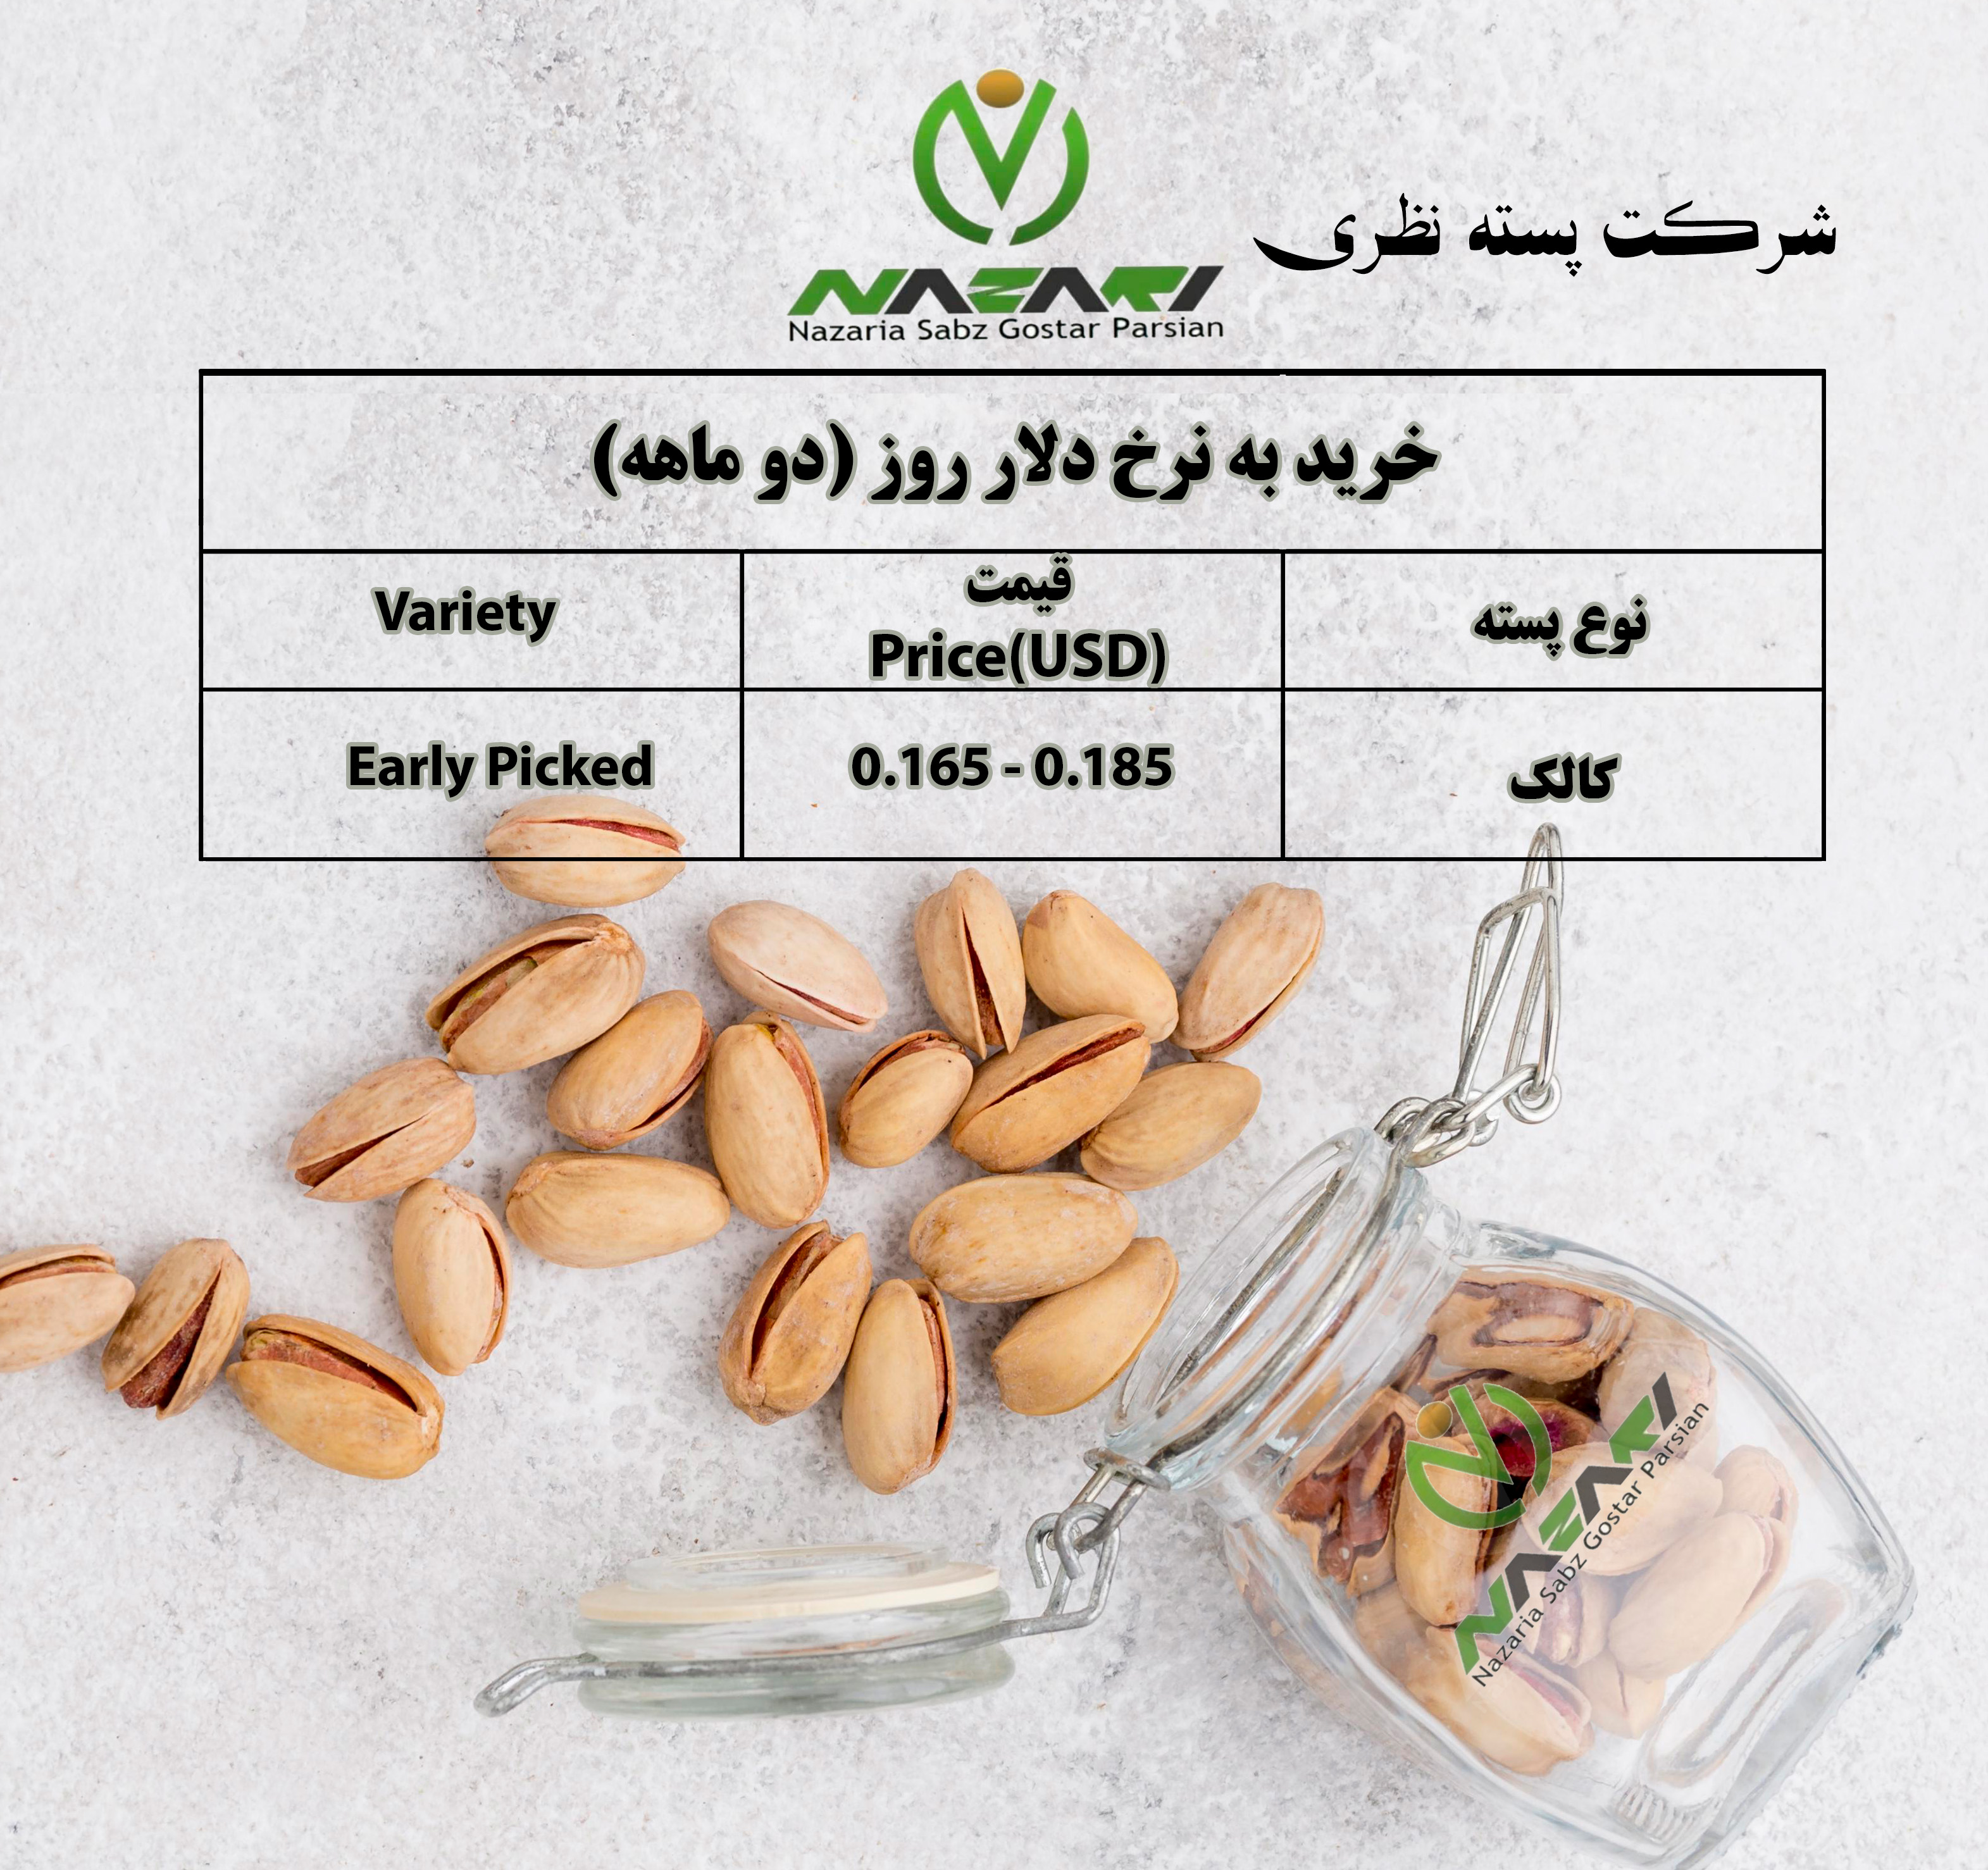 شرکت پسته نظری
NAZARI
Nazaria Sabz Gostar Parsian
خرید به نرخ دلار روز (دو ماهه)
نوع پسته
قیمت
Price(USD)
Variety
کالک
0.165 - 0.185
Early Picked
NAZARI
Nazaria Sabz Gostar Parsian